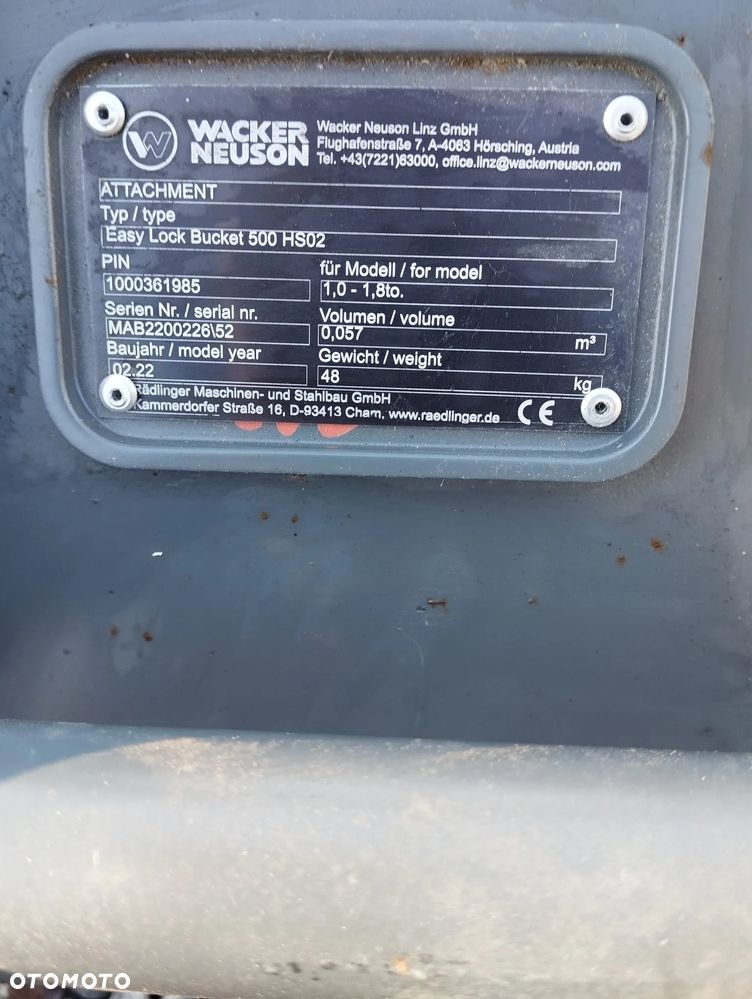 WACKER
NEUSON
Wacker Neuson Linz GmbH
Flughafenstraße 7, A-4063 Hörsching, Austria
Tel. +43(7221)63000, office.linz@wackerneuson.com
ATTACHMENT
Typ / type
Easy Lock Bucket 500 HS02
PIN
1000361985
für Modell / for model
1,0 - 1,8to.
Serien Nr. / serial nr.
MAB2200226\52
Volumen / volume
0,057 m³
Baujahr / model year
02.22
Gewicht / weight
48 kg
Rädlinger Maschinen- und Stahlbau GmbH
Kammerdorfer Straße 16, D-93413 Cham, www.raedlinger.de
CE
OTOMOTO